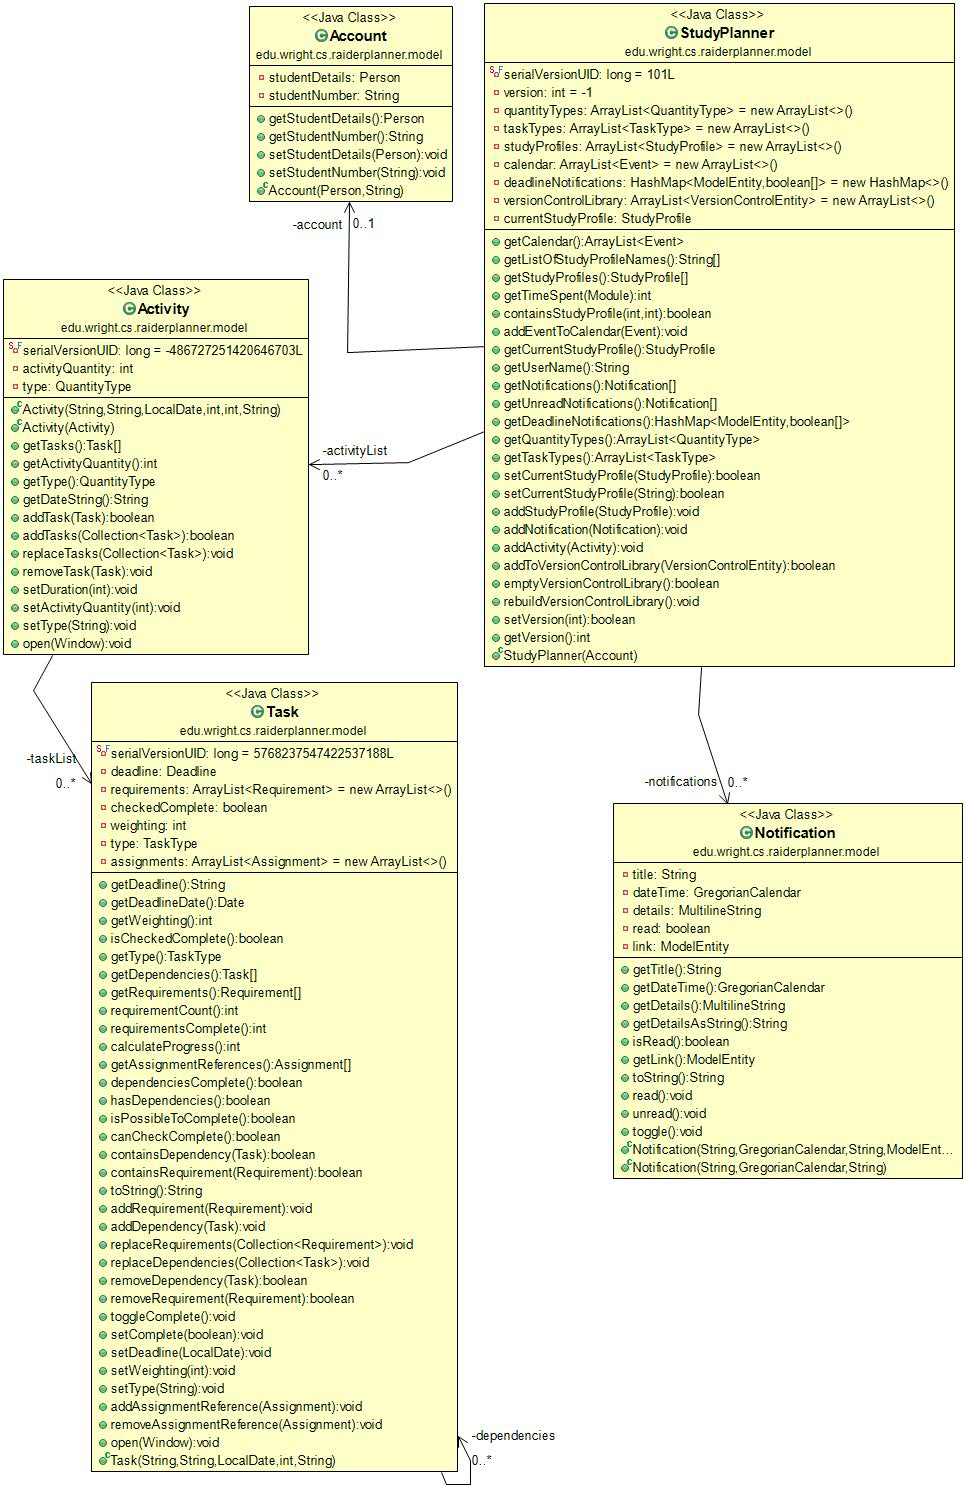 <<Java Class>>
Account
edu.wright.cs.raiderplanner.model
studentDetails: Person
studentNumber: String
getStudentDetails():Person
getStudentNumber():String
setStudentDetails(Person):void
setStudentNumber(String):void
Account(Person,String)
<<Java Class>>
StudyPlanner
edu.wright.cs.raiderplanner.model
serialVersionUID: long = 101L
version: int = -1
quantityTypes: ArrayList<QuantityType> = new ArrayList<>()
taskTypes: ArrayList<TaskType> = new ArrayList<>()
studyProfiles: ArrayList<StudyProfile> = new ArrayList<>()
calendar: ArrayList<Event> = new ArrayList<>()
deadlineNotifications: HashMap<ModelEntity,boolean[]> = new HashMap<>()
versionControlLibrary: ArrayList<VersionControlEntity> = new ArrayList<>()
currentStudyProfile: StudyProfile
getCalendar():ArrayList<Event>
getListOfStudyProfileNames():String[]
getStudyProfiles():StudyProfile[]
getTimeSpent(Module):int
containsStudyProfile(int,int):boolean
addEventToCalendar(Event):void
getCurrentStudyProfile():StudyProfile
getUserName():String
getNotifications():Notification[]
getUnreadNotifications():Notification[]
getDeadlineNotifications():HashMap<ModelEntity,boolean[]>
getQuantityTypes():ArrayList<QuantityType>
getTaskTypes():ArrayList<TaskType>
setCurrentStudyProfile(StudyProfile):boolean
setCurrentStudyProfile(String):boolean
addStudyProfile(StudyProfile):void
addNotification(Notification):void
addActivity(Activity):void
addToVersionControlLibrary(VersionControlEntity):boolean
emptyVersionControlLibrary():boolean
rebuildVersionControlLibrary():void
setVersion(int):boolean
getVersion():int
StudyPlanner(Account)
-account
0..1
<<Java Class>>
Activity
edu.wright.cs.raiderplanner.model
serialVersionUID: long = -486727251420646703L
activityQuantity: int
type: QuantityType
Activity(String,String,LocalDate,int,int,String)
Activity(Activity)
getTasks():Task[]
getActivityQuantity():int
getType():QuantityType
getDateString():String
addTask(Task):boolean
addTasks(Collection<Task>):boolean
replaceTasks(Collection<Task>):void
removeTask(Task):void
setDuration(int):void
setActivityQuantity(int):void
setType(String):void
open(Window):void
-activityList
0..*
<<Java Class>>
Task
edu.wright.cs.raiderplanner.model
serialVersionUID: long = 5768237547422537188L
deadline: Deadline
requirements: ArrayList<Requirement> = new ArrayList<>()
checkedComplete: boolean
weighting: int
type: TaskType
assignments: ArrayList<Assignment> = new ArrayList<>()
getDeadline():String
getDeadlineDate():Date
getWeighting():int
isCheckedComplete():boolean
getType():TaskType
getDependencies():Task[]
getRequirements():Requirement[]
requirementCount():int
requirementsComplete():int
calculateProgress():int
getAssignmentReferences():Assignment[]
dependenciesComplete():boolean
hasDependencies():boolean
isPossibleToComplete():boolean
canCheckComplete():boolean
containsDependency(Task):boolean
containsRequirement(Requirement):boolean
toString():String
addRequirement(Requirement):void
addDependency(Task):void
replaceRequirements(Collection<Requirement>):void
replaceDependencies(Collection<Task>):void
removeDependency(Task):boolean
removeRequirement(Requirement):boolean
toggleComplete():void
setComplete(boolean):void
setDeadline(LocalDate):void
setWeighting(int):void
setType(String):void
addAssignmentReference(Assignment):void
removeAssignmentReference(Assignment):void
open(Window):void
Task(String,String,LocalDate,int,String)
-taskList
0..*
-dependencies
0..*
-notifications
0..*
<<Java Class>>
Notification
edu.wright.cs.raiderplanner.model
title: String
dateTime: GregorianCalendar
details: MultilineString
read: boolean
link: ModelEntity
getTitle():String
getDateTime():GregorianCalendar
getDetails():MultilineString
getDetailsAsString():String
isRead():boolean
getLink():ModelEntity
toString():String
read():void
unread():void
toggle():void
Notification(String,GregorianCalendar,String,ModelEnt...
Notification(String,GregorianCalendar,String)